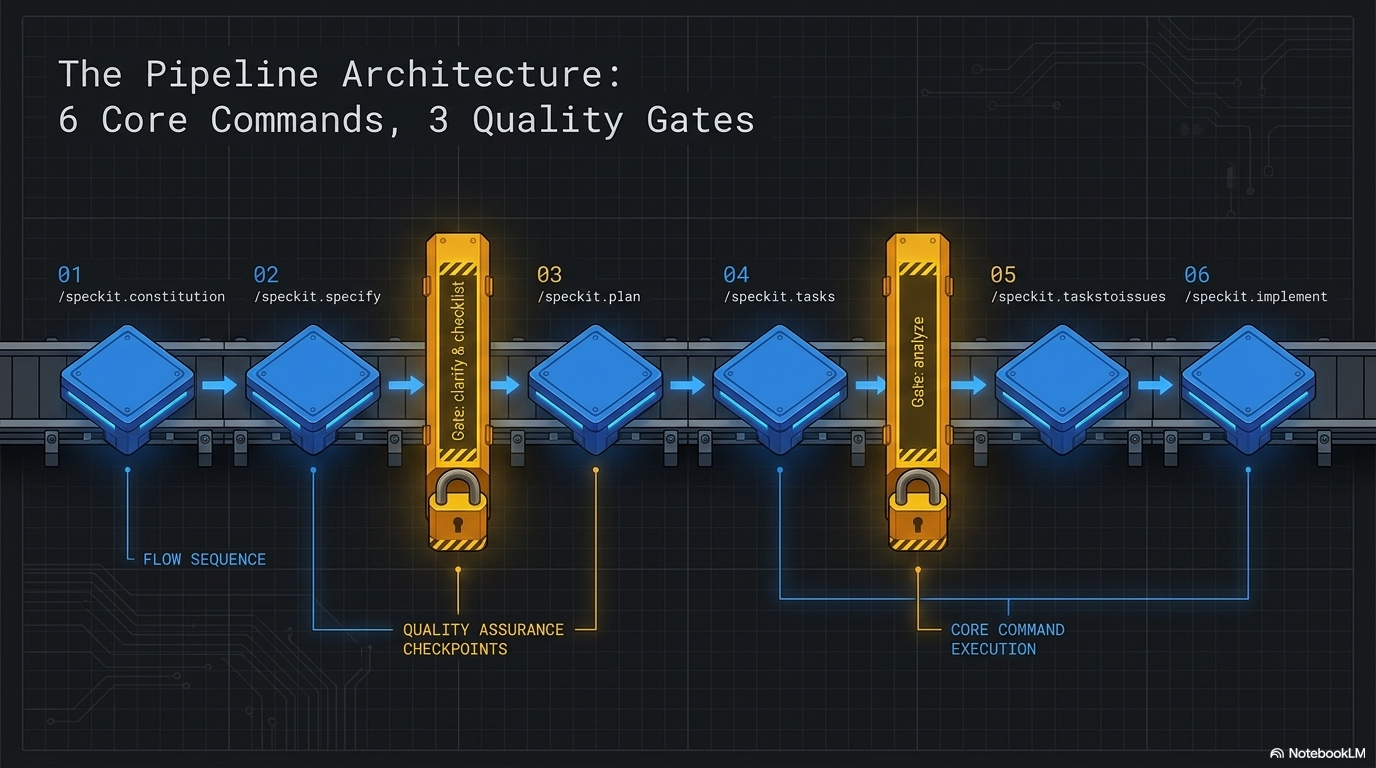 The Pipeline Architecture:
6 Core Commands, 3 Quality Gates
01
/speckit.constitution
02
/speckit.specify
Gate: clarify & checklist
03
/speckit.plan
04
/speckit.tasks
Gate: analyze
05
/speckit.taskstoissues
06
/speckit.implement
FLOW SEQUENCE
QUALITY ASSURANCE
CHECKPOINTS
CORE COMMAND
EXECUTION
NotebookLM